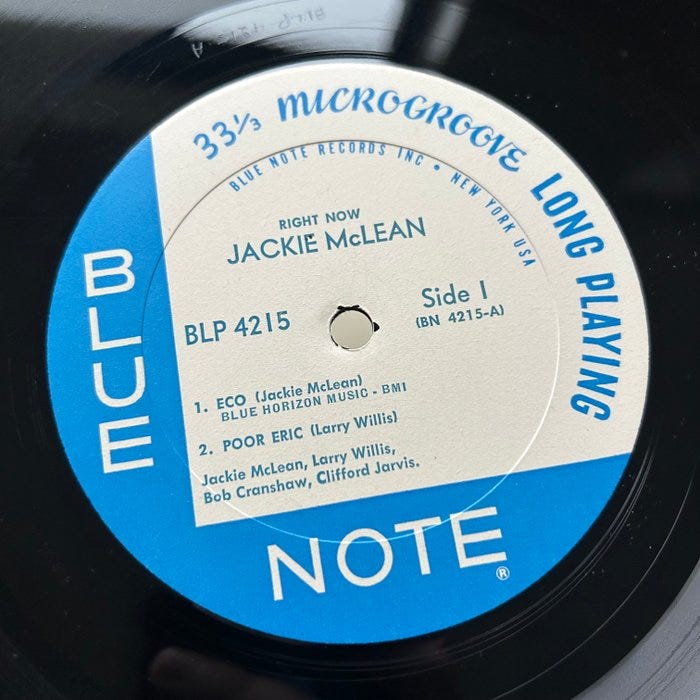 33⅓ MICROGROOVE LONG PLAYING
BLUE NOTE RECORDS INC • NEW YORK USA
RIGHT NOW
JACKIE McLEAN
BLP 4215
Side 1
(BN 4215-A)
1. ECO (Jackie McLean)
BLUE HORIZON MUSIC - BMI
2. POOR ERIC (Larry Willis)
Jackie McLean, Larry Willis,
Bob Cranshaw, Clifford Jarvis.
BLUE
NOTE®